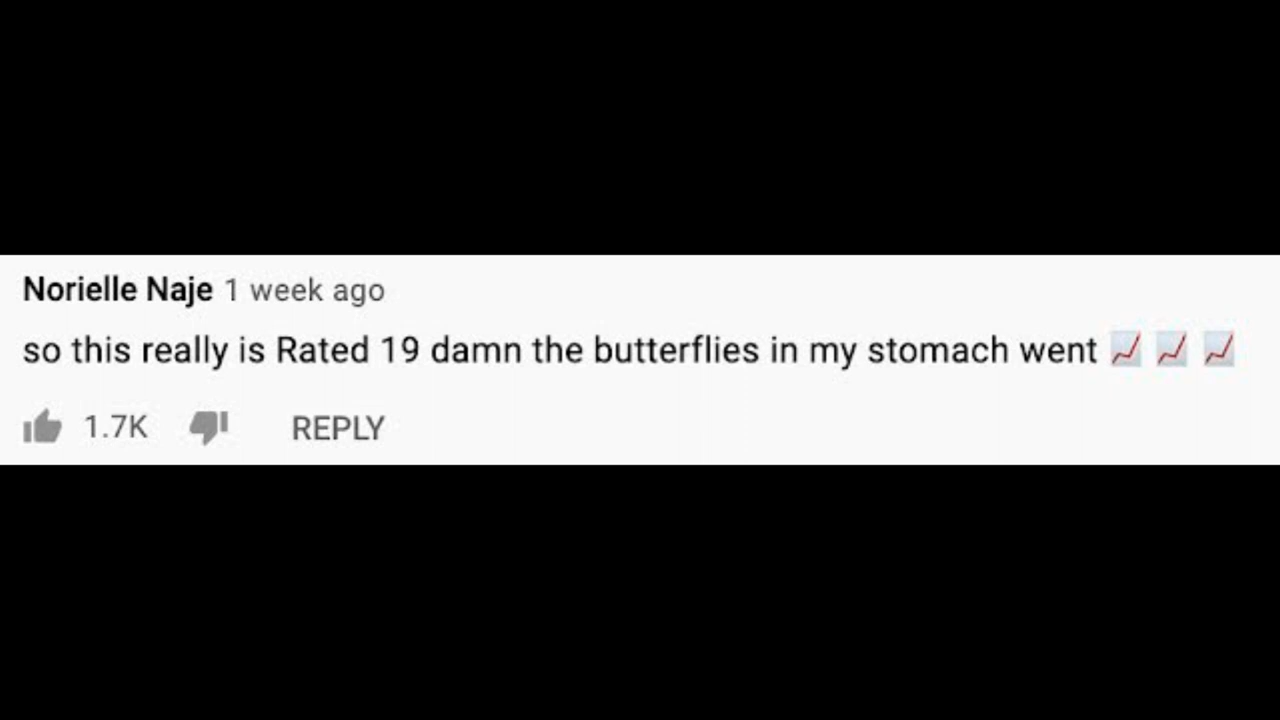 Norielle Naje 1 week ago
so this really is Rated 19 damn the butterflies in my stomach went 📈 📈 📈
1.7K REPLY